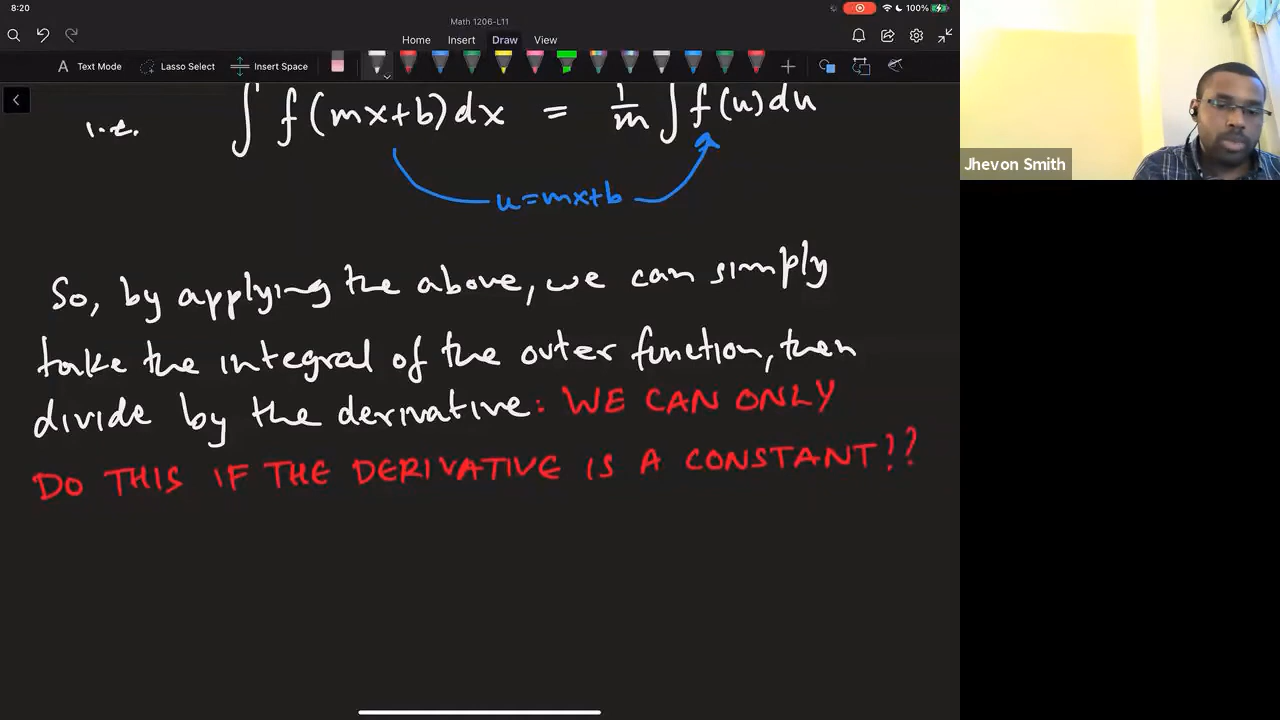 8:20
100%
Math 1206-L11
Home Insert Draw View
Text Mode Lasso Select Insert Space
i.e. ∫ f(mx+b)dx = 1/m ∫ f(u)du
u=mx+b
Jhevon Smith
So, by applying the above, we can simply
take the integral of the outer function, then
divide by the derivative: WE CAN ONLY
DO THIS IF THE DERIVATIVE IS A CONSTANT!??